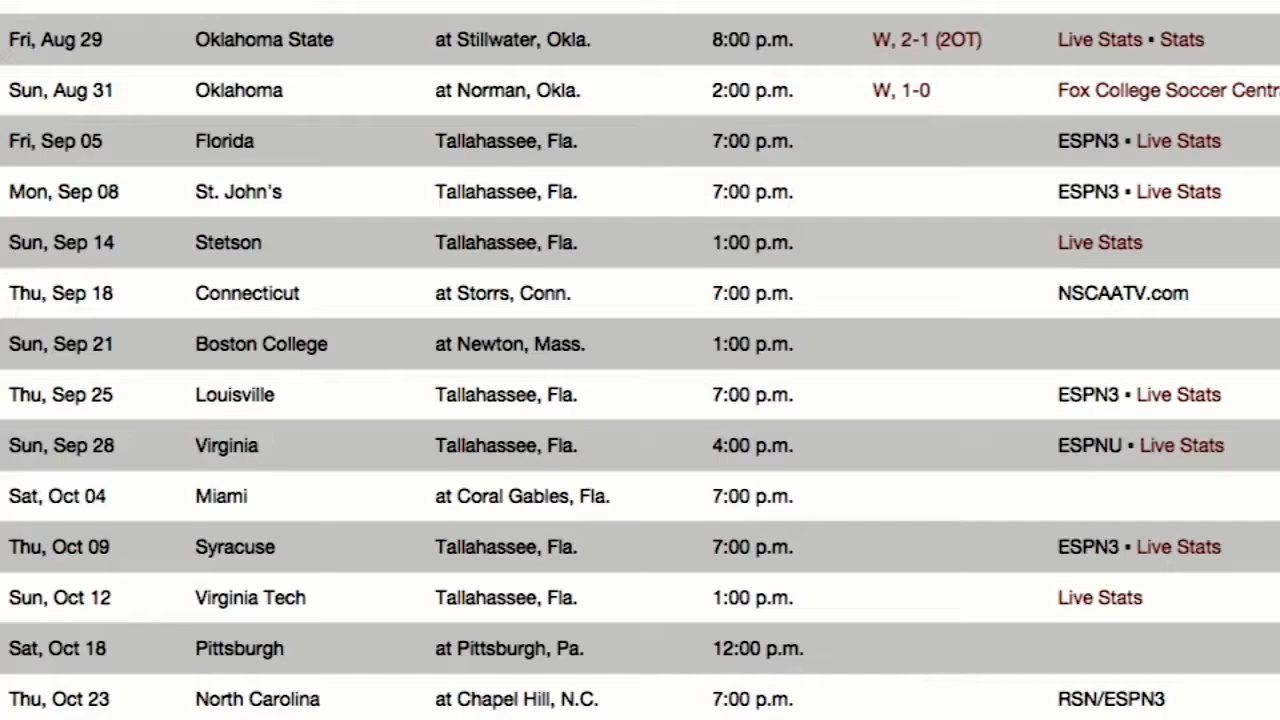 Fri, Aug 29 Oklahoma State at Stillwater, Okla. 8:00 p.m. W, 2-1 (2OT) Live Stats ▪ Stats
Sun, Aug 31 Oklahoma at Norman, Okla. 2:00 p.m. W, 1-0 Fox College Soccer Centr
Fri, Sep 05 Florida Tallahassee, Fla. 7:00 p.m. ESPN3 ▪ Live Stats
Mon, Sep 08 St. John's Tallahassee, Fla. 7:00 p.m. ESPN3 ▪ Live Stats
Sun, Sep 14 Stetson Tallahassee, Fla. 1:00 p.m. Live Stats
Thu, Sep 18 Connecticut at Storrs, Conn. 7:00 p.m. NSCAATV.com
Sun, Sep 21 Boston College at Newton, Mass. 1:00 p.m.
Thu, Sep 25 Louisville Tallahassee, Fla. 7:00 p.m. ESPN3 ▪ Live Stats
Sun, Sep 28 Virginia Tallahassee, Fla. 4:00 p.m. ESPNU ▪ Live Stats
Sat, Oct 04 Miami at Coral Gables, Fla. 7:00 p.m.
Thu, Oct 09 Syracuse Tallahassee, Fla. 7:00 p.m. ESPN3 ▪ Live Stats
Sun, Oct 12 Virginia Tech Tallahassee, Fla. 1:00 p.m. Live Stats
Sat, Oct 18 Pittsburgh at Pittsburgh, Pa. 12:00 p.m.
Thu, Oct 23 North Carolina at Chapel Hill, N.C. 7:00 p.m. RSN/ESPN3